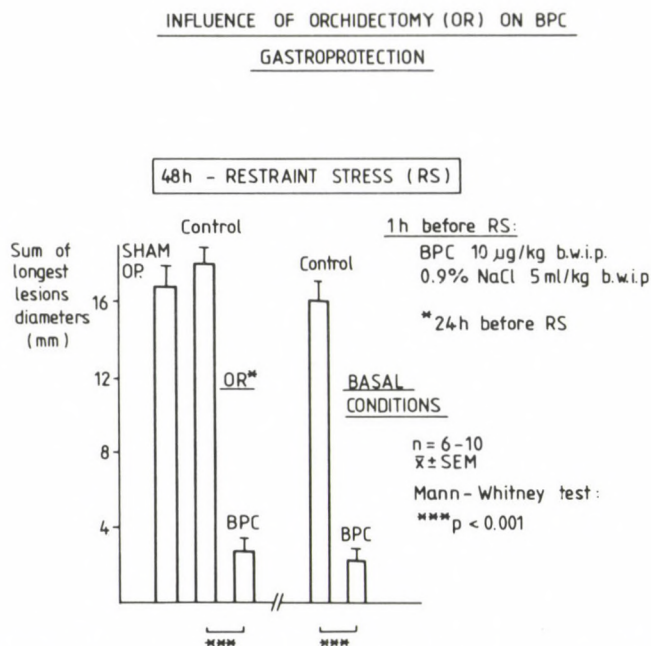 INFLUENCE OF ORCHIDECTOMY (OR) ON BPC
GASTROPROTECTION
48h - RESTRAINT STRESS (RS)
Sum of
longest
lesions
diameters
(mm)
SHAM
OP.
Control
Control
1h before RS:
BPC 10 µg/kg b.w.i.p.
0.9% NaCl 5ml/kg b.w.i.p
*24h before RS
16
12
8
4
OR*
BASAL
CONDITIONS
n = 6-10
x̄ ± SEM
Mann-Whitney test:
***p < 0.001
BPC
BPC
***
***